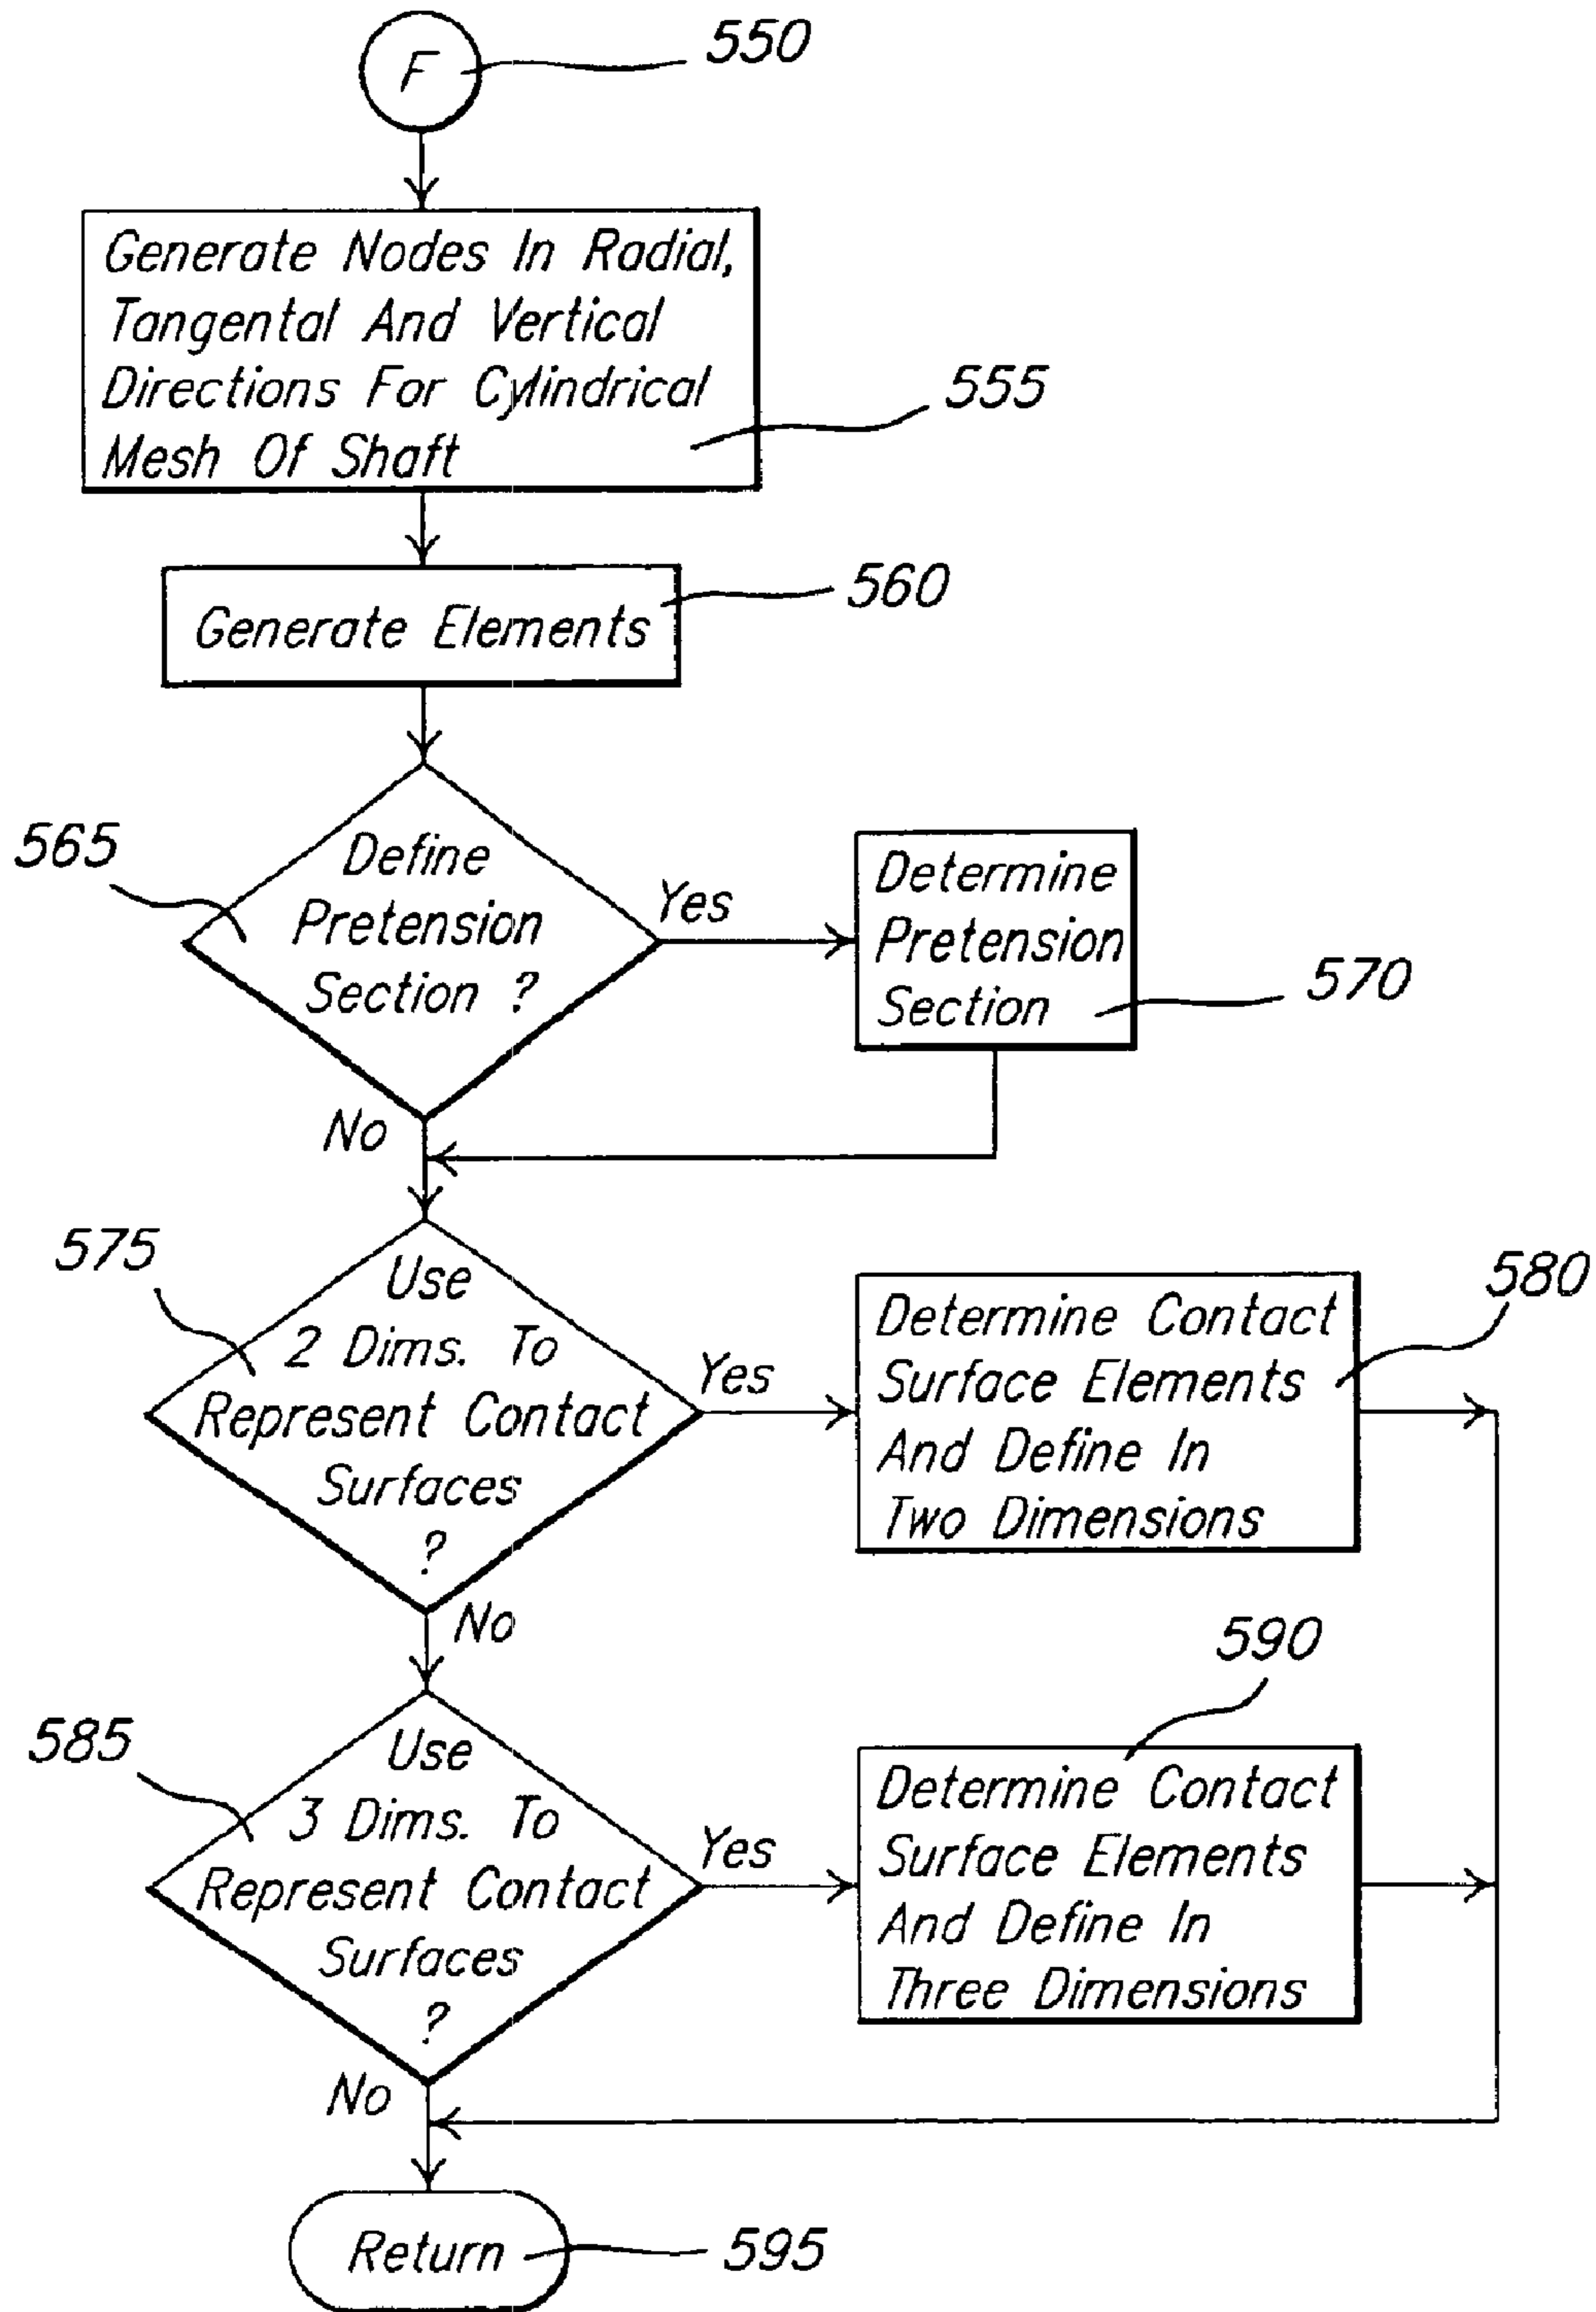 F
550
Generate Nodes In Radial,
Tangental And Vertical
Directions For Cylindrical
Mesh Of Shaft
555
Generate Elements
560
565
Define
Pretension
Section ?
Yes
Determine
Pretension
Section
570
No
575
Use
2 Dims. To
Represent Contact
Surfaces
?
Yes
Determine Contact
Surface Elements
And Define In
Two Dimensions
580
No
585
Use
3 Dims. To
Represent Contact
Surfaces
?
Yes
590
Determine Contact
Surface Elements
And Define In
Three Dimensions
No
Return
595